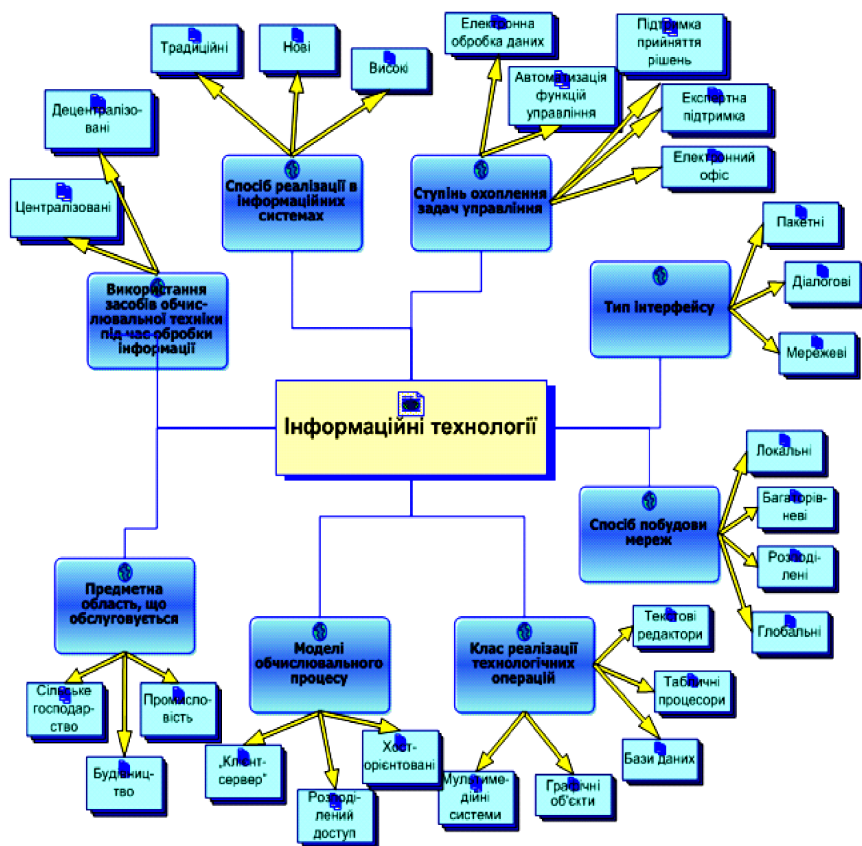 Традиційні
Нові
Високі
Електронна
обробка даних
Підтримка
прийняття
рішень
Автоматизація
функцій
управління
Експертна
підтримка
Електронний
офіс
Децентралізо-
вані
Централізовані
Спосіб реалізації в
інформаційних
системах
Ступінь охоплення
задач управління
Використання
засобів обчис-
лювальної техніки
під час обробки
інформації
Тип інтерфейсу
Пакетні
Діалогові
Мережеві
Інформаційні технології
Спосіб побудови
мереж
Локальні
Багаторів-
неві
Розподі-
лені
Глобальні
Предметна
область, що
обслуговується
Сільське
господар-
ство
Промисло-
вість
Будівниц-
тво
Моделі
обчислювального
процесу
„Клієнт-
сервер"
Розподі-
лений
доступ
Хост-
орієнтовані
Клас реалізації
технологічних
операцій
Текстові
редактори
Табличні
процесори
Бази даних
Мультиме-
дійні
системи
Графічні
об'єкти